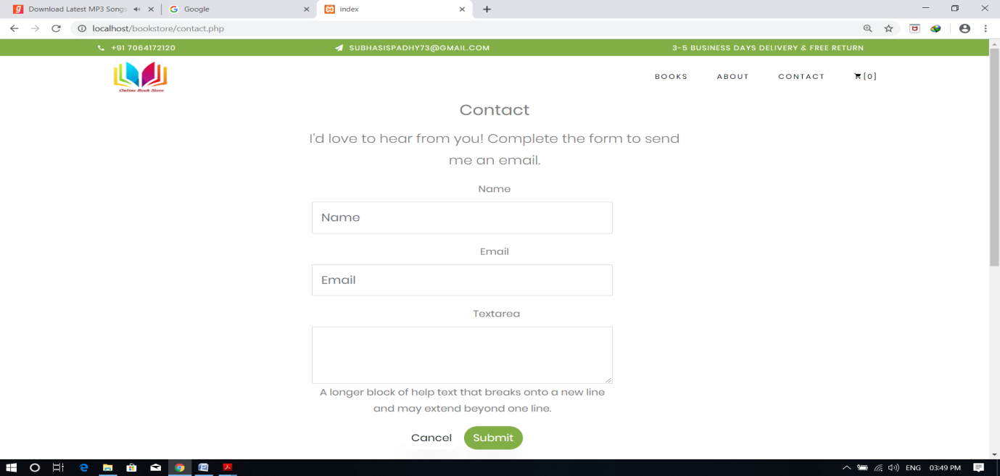 Download Latest MP3 Songs
Google
index
localhost/bookstore/contact.php
+91 7064172120
SUBHASISPADHY73@GMAIL.COM
3-5 BUSINESS DAYS DELIVERY & FREE RETURN
Online Book Store
BOOKS
ABOUT
CONTACT
[0]
Contact
I'd love to hear from you! Complete the form to send
me an email.
Name
Name
Email
Email
Textarea
A longer block of help text that breaks onto a new line
and may extend beyond one line.
Cancel
Submit
ENG
03:49 PM